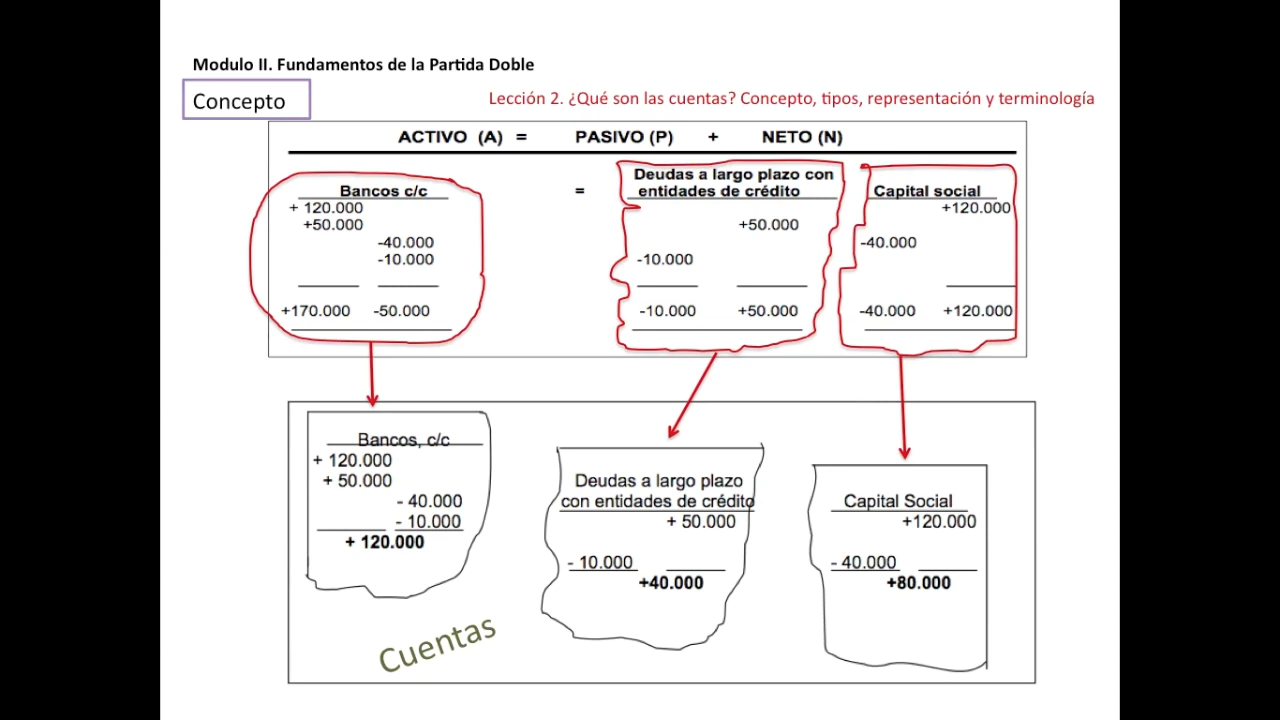 Modulo II. Fundamentos de la Partida Doble
Concepto
Lección 2. ¿Qué son las cuentas? Concepto, tipos, representación y terminología
ACTIVO (A) = PASIVO (P) + NETO (N)
Bancos c/c
=
Deudas a largo plazo con
entidades de crédito
Capital social
+ 120.000 +120.000
+50.000 +50.000
-40.000 -40.000
-10.000 -10.000
+170.000 -50.000 -10.000 +50.000 -40.000 +120.000
Bancos, c/c
+ 120.000
+ 50.000
- 40.000
- 10.000
+ 120.000
Deudas a largo plazo
con entidades de crédito
+ 50.000
- 10.000
+40.000
Capital Social
+120.000
- 40.000
+80.000
Cuentas